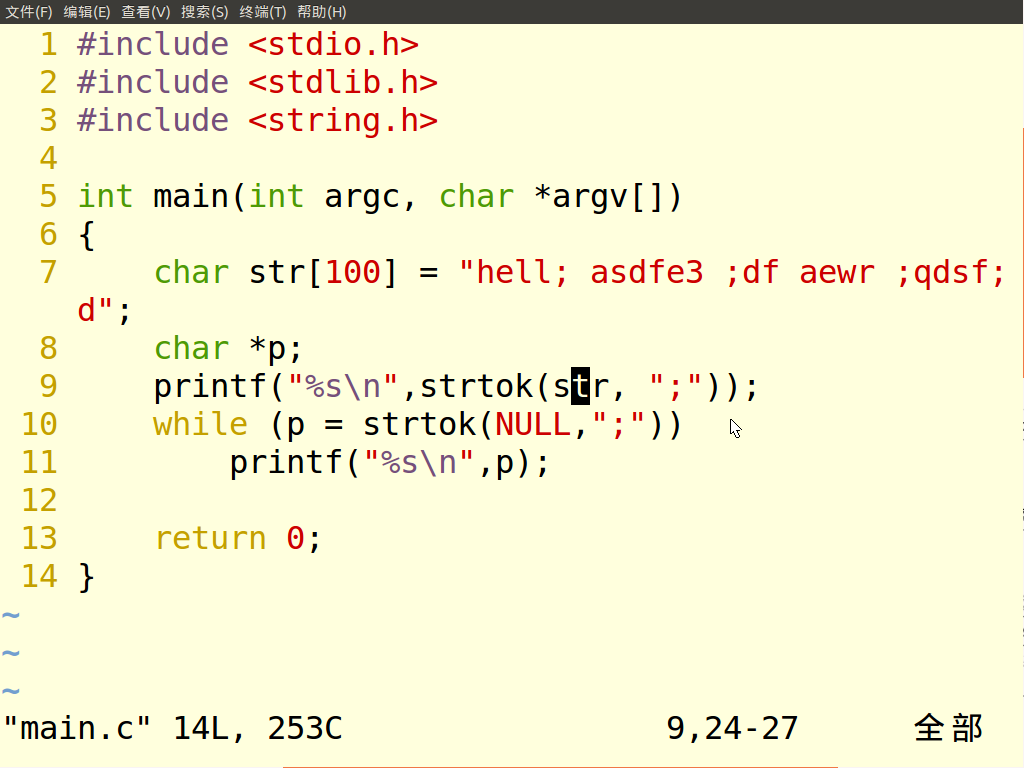 文件(F) 编辑(E) 查看(V) 搜索(S) 终端(T) 帮助(H)
1 #include <stdio.h>
2 #include <stdlib.h>
3 #include <string.h>
4
5 int main(int argc, char *argv[])
6 {
7     char str[100] = "hell; asdfe3 ;df aewr ;qdsf;
d";
8     char *p;
9     printf("%s\n",strtok(str, ";"));
10     while (p = strtok(NULL,";"))
11         printf("%s\n",p);
12
13     return 0;
14 }
~
~
~
"main.c" 14L, 253C 9,24-27 全部